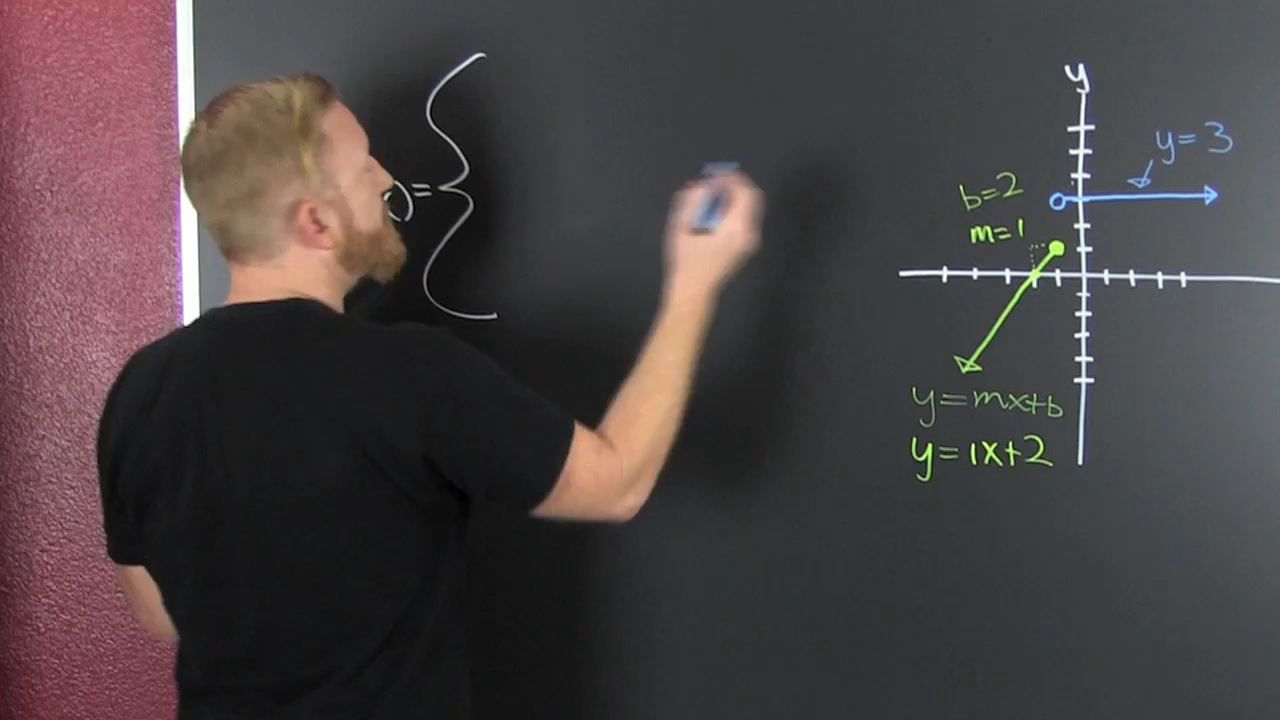 ) = {
y
y = 3
b = 2
m = 1
y = mx + b
y = 1x + 2